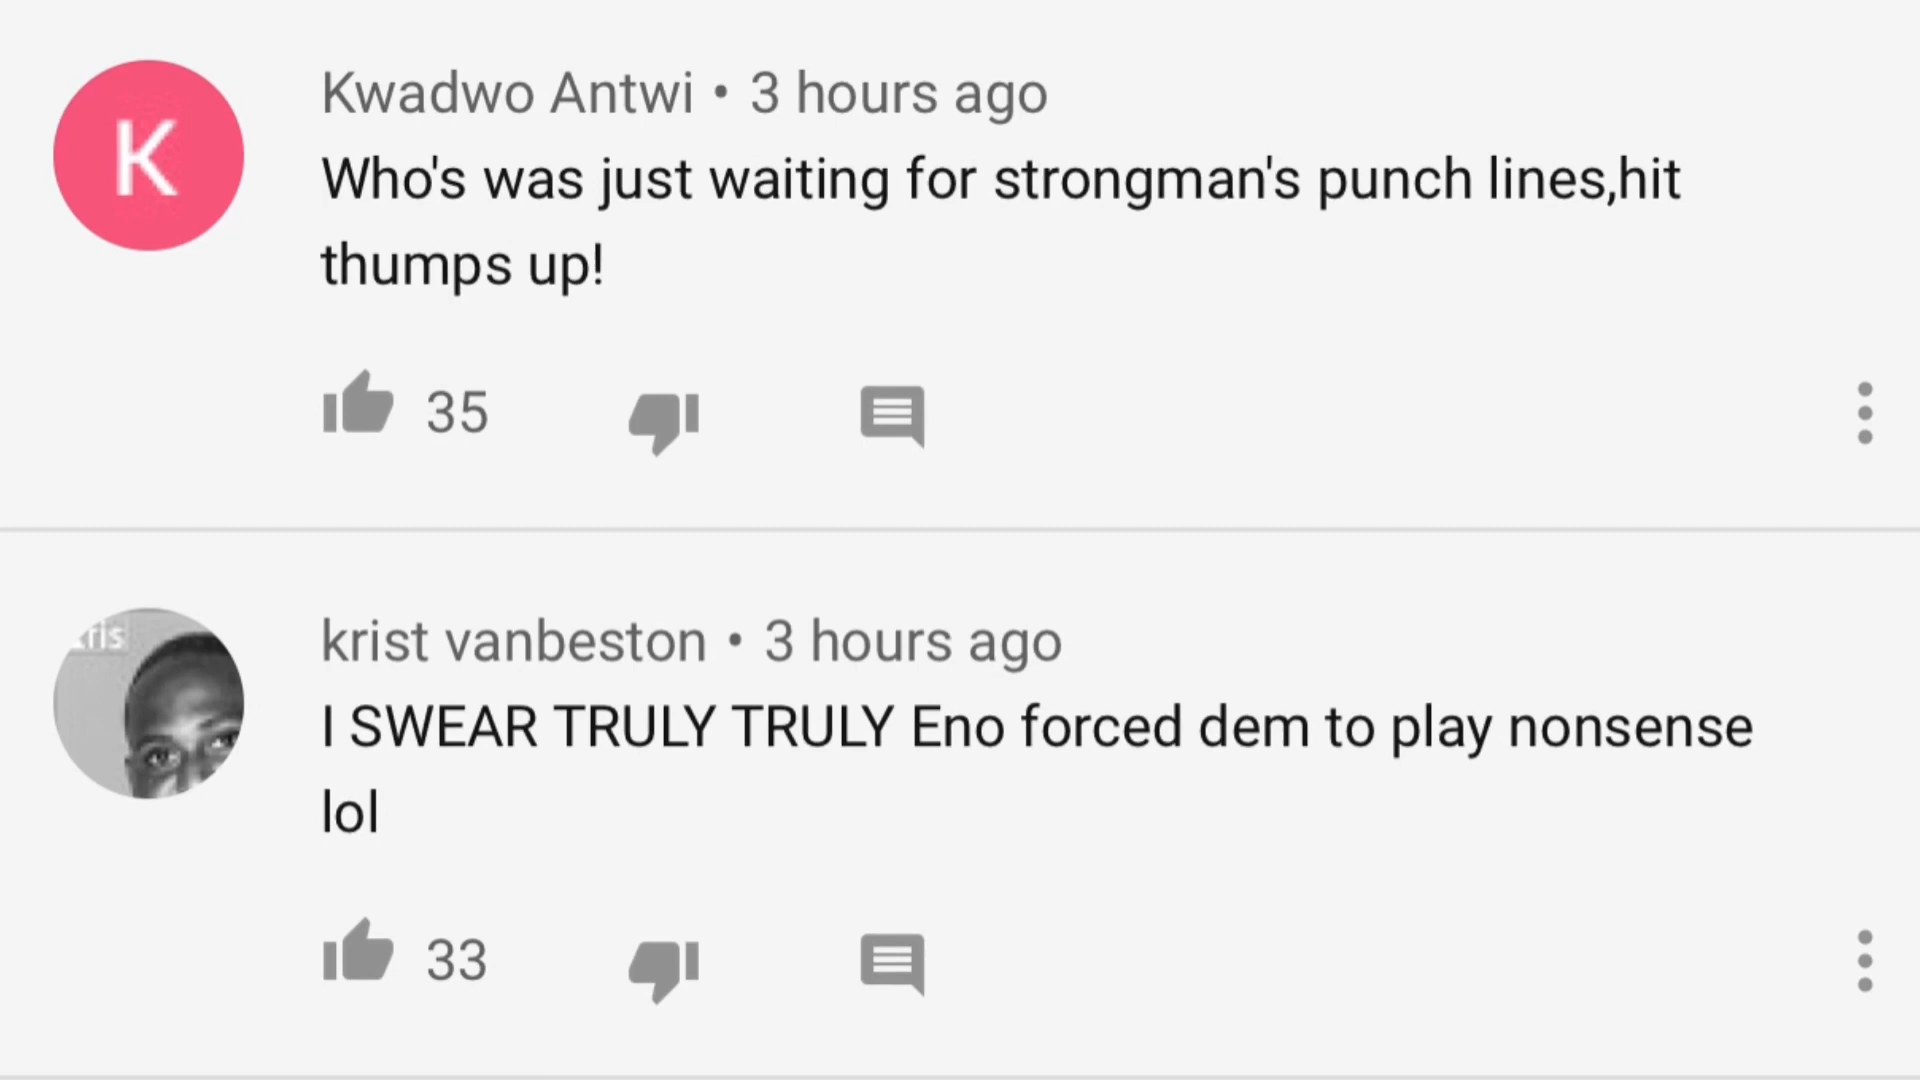 K
Kwadwo Antwi • 3 hours ago
Who's was just waiting for strongman's punch lines,hit
thumps up!
35
krist vanbeston • 3 hours ago
I SWEAR TRULY TRULY Eno forced dem to play nonsense
lol
33